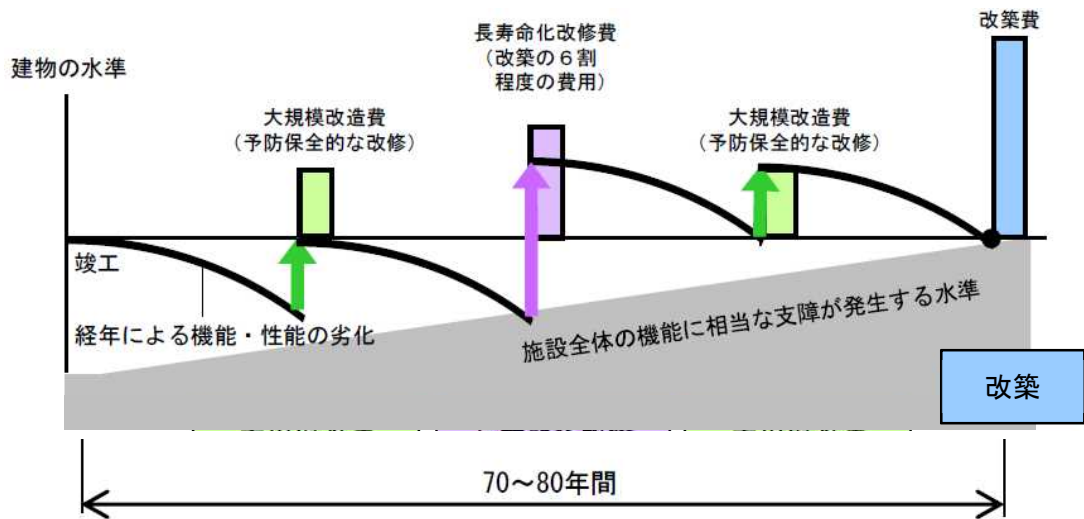 改築費
長寿命化改修費
（改築の６割
程度の費用）
建物の水準
大規模改造費
（予防保全的な改修）
大規模改造費
（予防保全的な改修）
竣工
経年による機能・性能の劣化
施設全体の機能に相当な支障が発生する水準
改築
70～80年間